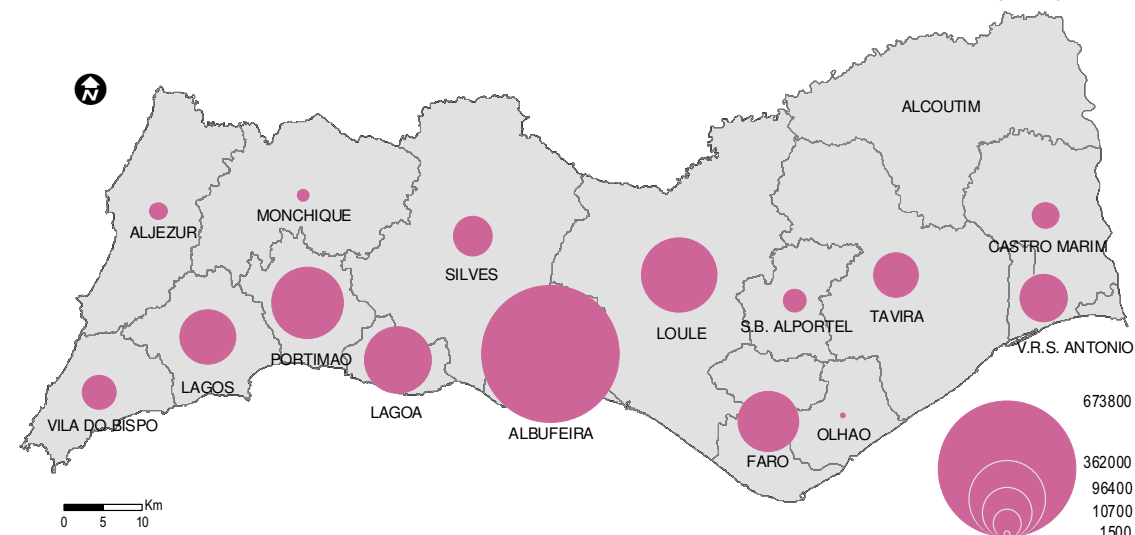 N
ALCOUTIM
ALJEZUR
MONCHIQUE
SILVES
CASTRO MARIM
LOULE
S.B. ALPORTEL
TAVIRA
V.R.S. ANTONIO
PORTIMAO
LAGOS
LAGOA
VILA DO BISPO
ALBUFEIRA
FARO
OLHAO
673800
362000
96400
10700
1500
Km
0 5 10